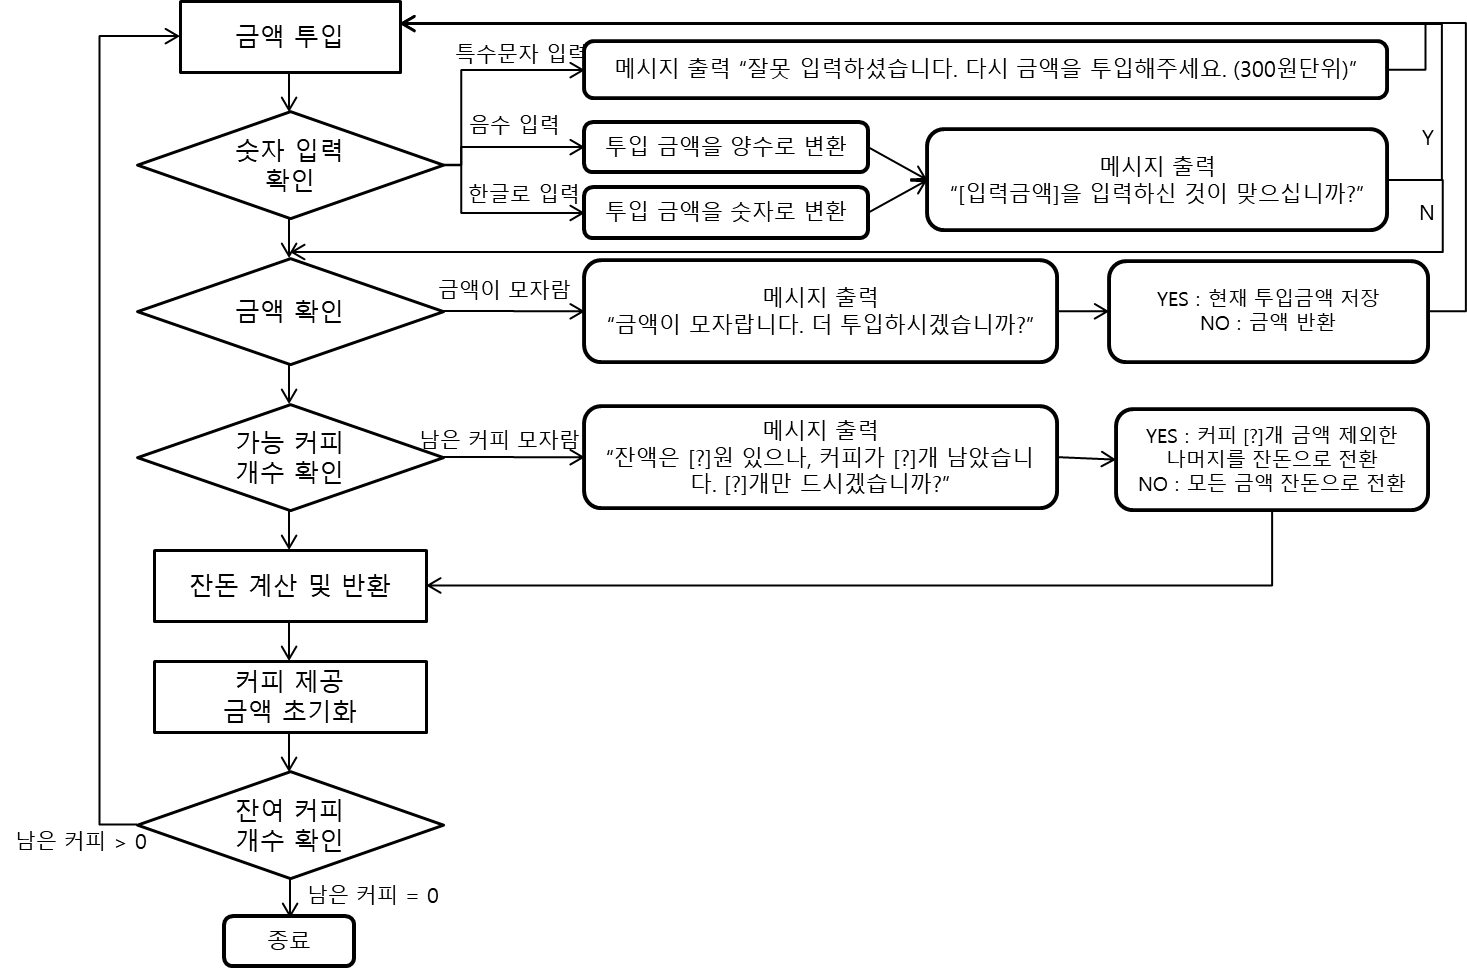 금액 투입
특수문자 입력
메시지 출력 “잘못 입력하셨습니다. 다시 금액을 투입해주세요. (300원단위)”
숫자 입력
확인
음수 입력
투입 금액을 양수로 변환
한글로 입력
투입 금액을 숫자로 변환
메시지 출력
“[입력금액]을 입력하신 것이 맞으십니까?”
Y
N
금액 확인
금액이 모자람
메시지 출력
“금액이 모자랍니다. 더 투입하시겠습니까?”
YES : 현재 투입금액 저장
NO : 금액 반환
가능 커피
개수 확인
남은 커피 모자람
메시지 출력
“잔액은 [?]원 있으나, 커피가 [?]개 남았습니
다. [?]개만 드시겠습니까?”
YES : 커피 [?]개 금액 제외한
나머지를 잔돈으로 전환
NO : 모든 금액 잔돈으로 전환
잔돈 계산 및 반환
커피 제공
금액 초기화
잔여 커피
개수 확인
남은 커피 > 0
남은 커피 = 0
종료